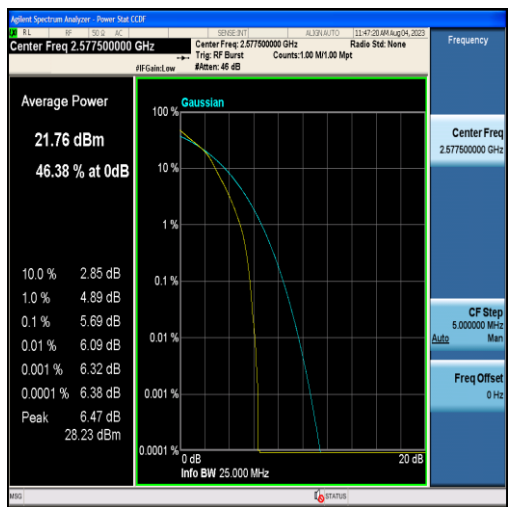 Agilent Spectrum Analyzer - Power Stat CCDF
RL RF 50 Ω AC SENSE:INT ALIGN AUTO 11:47:20 AM Aug 04, 2023
Center Freq 2.577500000 GHz
Center Freq: 2.577500000 GHz
Radio Std: None
Trig: RF Burst
Counts:1.00 M/1.00 Mpt
#IFGain:Low
#Atten: 46 dB
Frequency
Average Power
21.76 dBm
46.38 % at 0dB
10.0 % 2.85 dB
1.0 % 4.89 dB
0.1 % 5.69 dB
0.01 % 6.09 dB
0.001 % 6.32 dB
0.0001 % 6.38 dB
Peak 6.47 dB
28.23 dBm
Gaussian
100 %
10 %
1 %
0.1 %
0.01 %
0.001 %
0.0001 %
0 dB
20 dB
Info BW 25.000 MHz
Center Freq
2.577500000 GHz
CF Step
5.000000 MHz
Auto Man
Freq Offset
0 Hz
MSG
STATUS